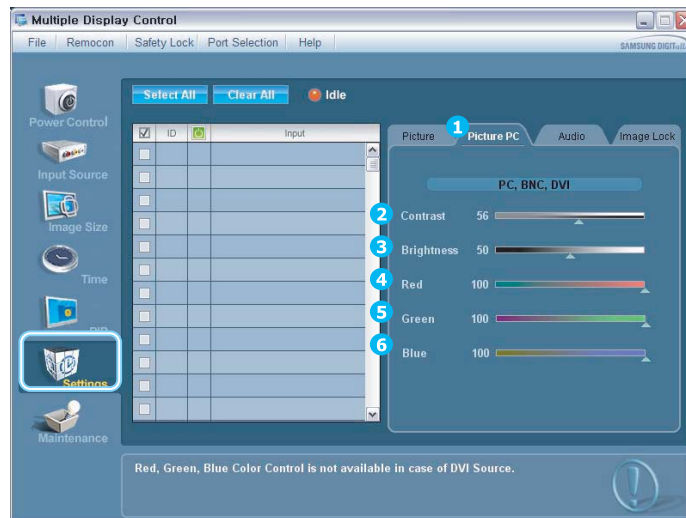 Multiple Display Control
File Remocon Safety Lock Port Selection Help
SAMSUNG DIGITall
Select All Clear All Idle
Power Control
ID Input
Picture 1 Picture PC Audio Image Lock
Input Source
PC, BNC, DVI
Image Size
2 Contrast 56
3 Brightness 50
Time
4 Red 100
5 Green 100
PIP
6 Blue 100
Settings
Maintenance
Red, Green, Blue Color Control is not available in case of DVI Source.